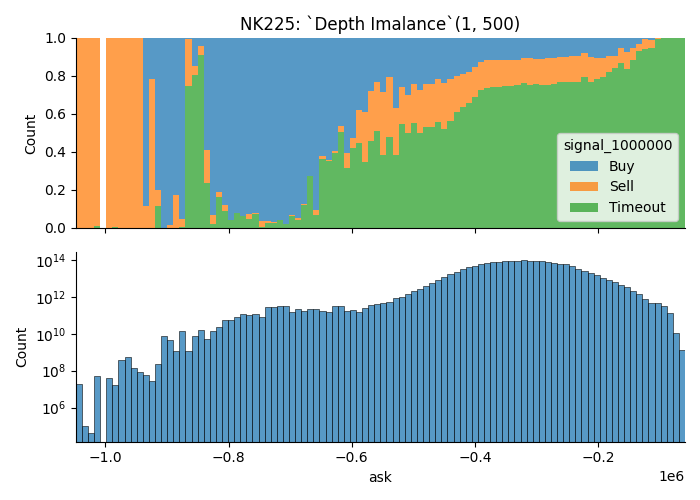 NK225: `Depth Imalance`(1, 500)
1.0
0.8
0.6
0.4
0.2
0.0
Count
signal_1000000
Buy
Sell
Timeout
10^14
10^12
10^10
10^8
10^6
Count
−1.0 −0.8 −0.6 −0.4 −0.2
1e6
ask